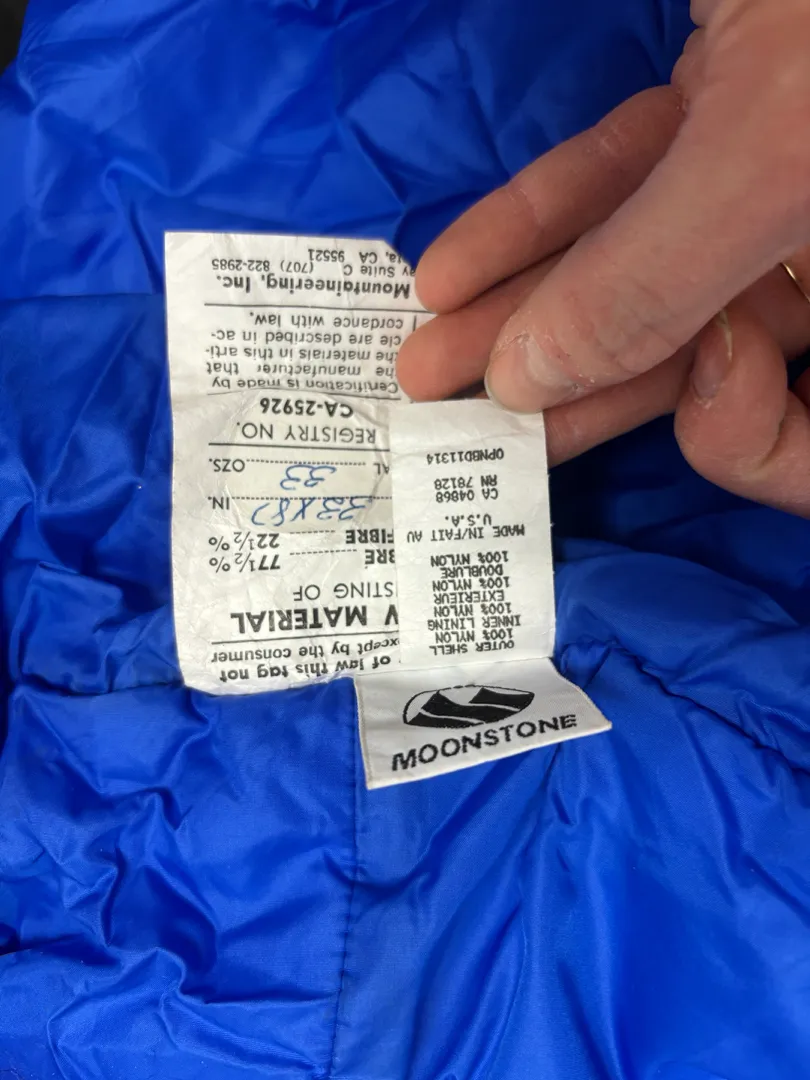 of law this tag not
except by the consumer
MATERIAL
STING OF
BRE 77½%
FIBRE 22½%
IN.
33 OZS.
REGISTRY NO.
CA-25926
Certification is made by
the manufacturer that
the materials in this arti-
cle are described in ac-
cordance with law.
Mountaineering, Inc.
ay Suite C (707) 822-2985
ta, CA 95521
OUTER SHELL
100% NYLON
INNER LINING
100% NYLON
EXTERIEUR
100% NYLON
DOUBLURE
100% NYLON
MADE IN/FAIT AU
U.S.A.
CA 04868
RN 78128
OPNBD11314
MOONSTONE